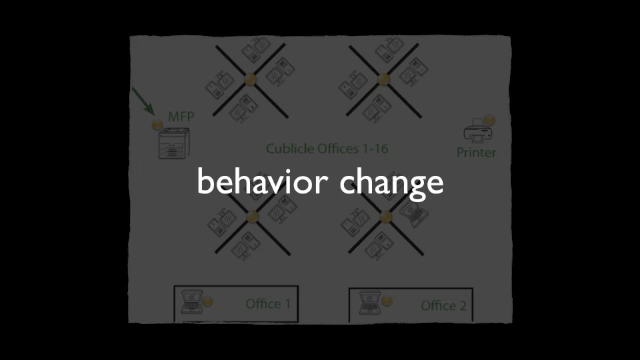 MFP
Cublicle Offices 1-16
Printer
behavior change
Office 1
Office 2